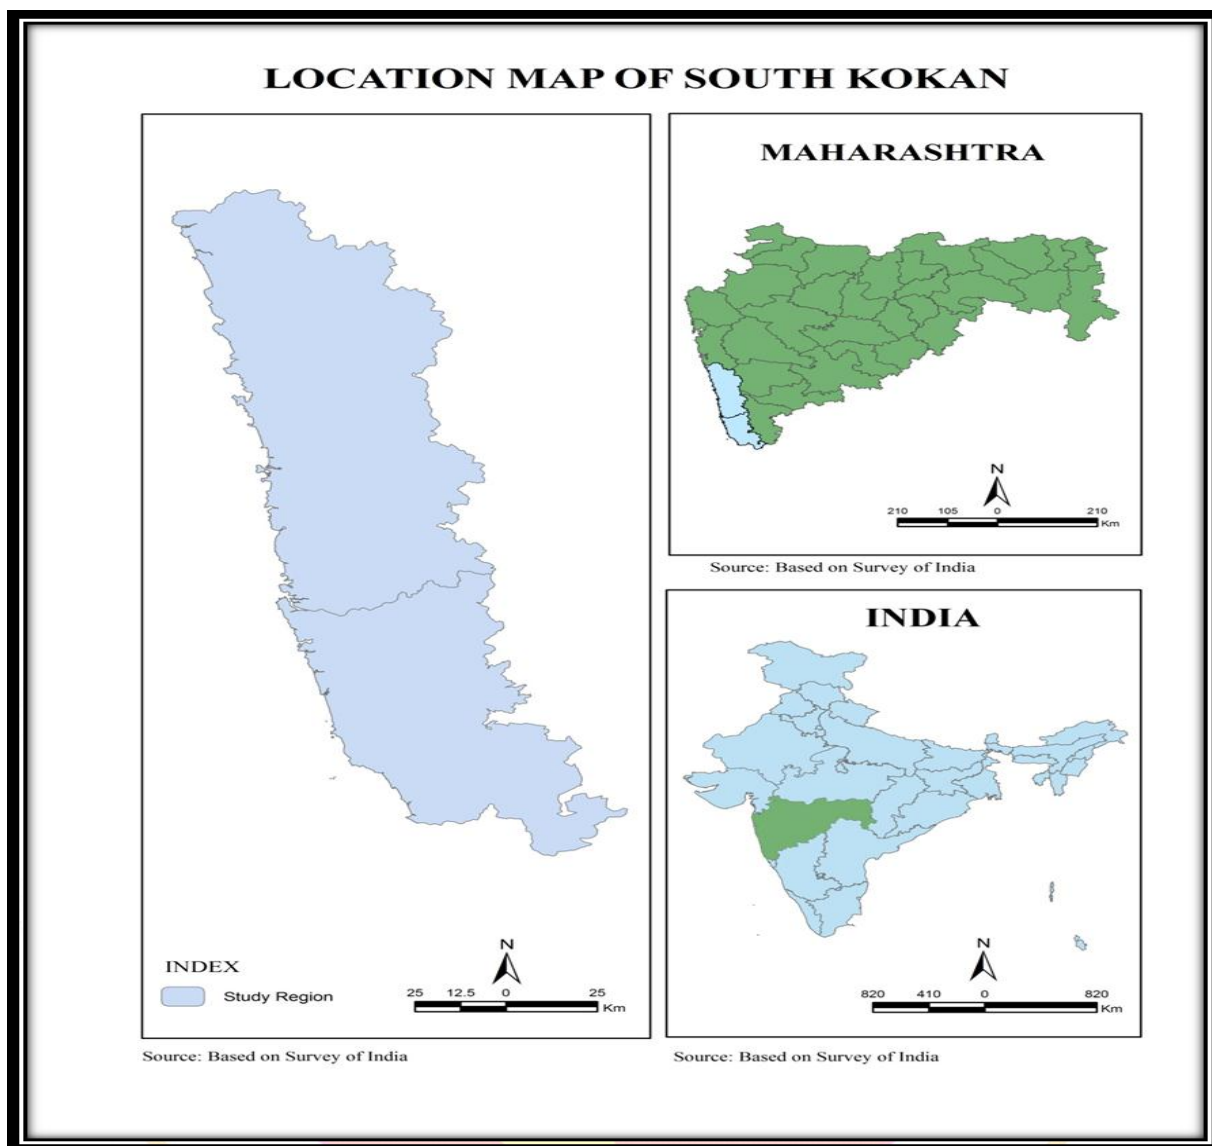 LOCATION MAP OF SOUTH KOKAN
INDEX
Study Region
N
25 12.5 0 25
Km
Source: Based on Survey of India
MAHARASHTRA
N
210 105 0 210
Km
Source: Based on Survey of India
INDIA
N
820 410 0 820
Km
Source: Based on Survey of India